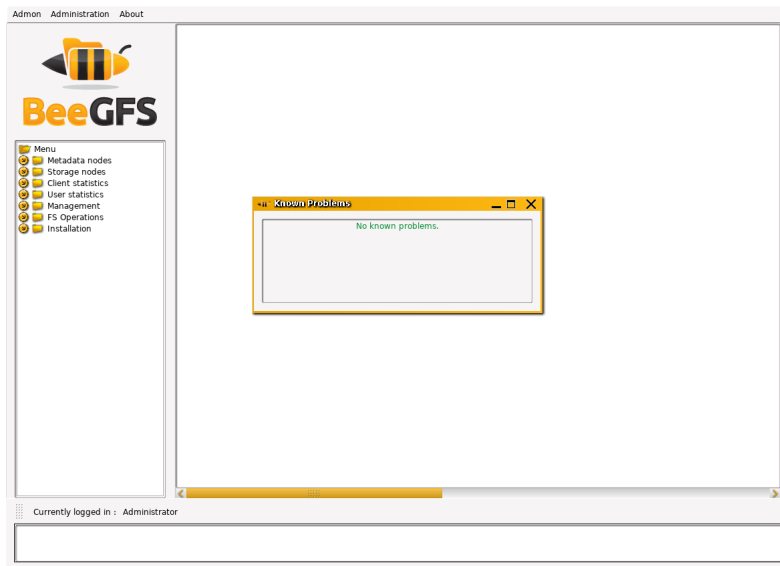 Admon Administration About
BeeGFS
Menu
Metadata nodes
Storage nodes
Client statistics
User statistics
Management
FS Operations
Installation
Known Problems
No known problems.
Currently logged in : Administrator